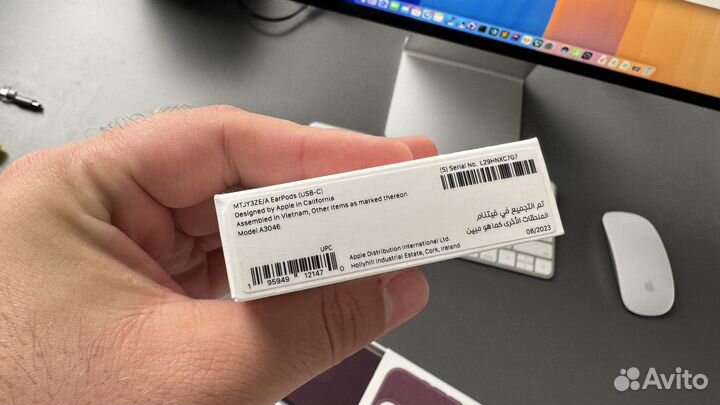 MTJY3ZE/A EarPods (USB-C)
Designed by Apple in California
Assembled in Vietnam, Other items as marked thereon
Model A3046
(S) Serial No. L29HNXC7G7
تم التجميع في فيتنام
الملحقات الأخرى كما هو مبين
08/2023
UPC
1 95949 12147 0
Apple Distribution International Ltd.
Hollyhill Industrial Estate, Cork, Ireland
Avito